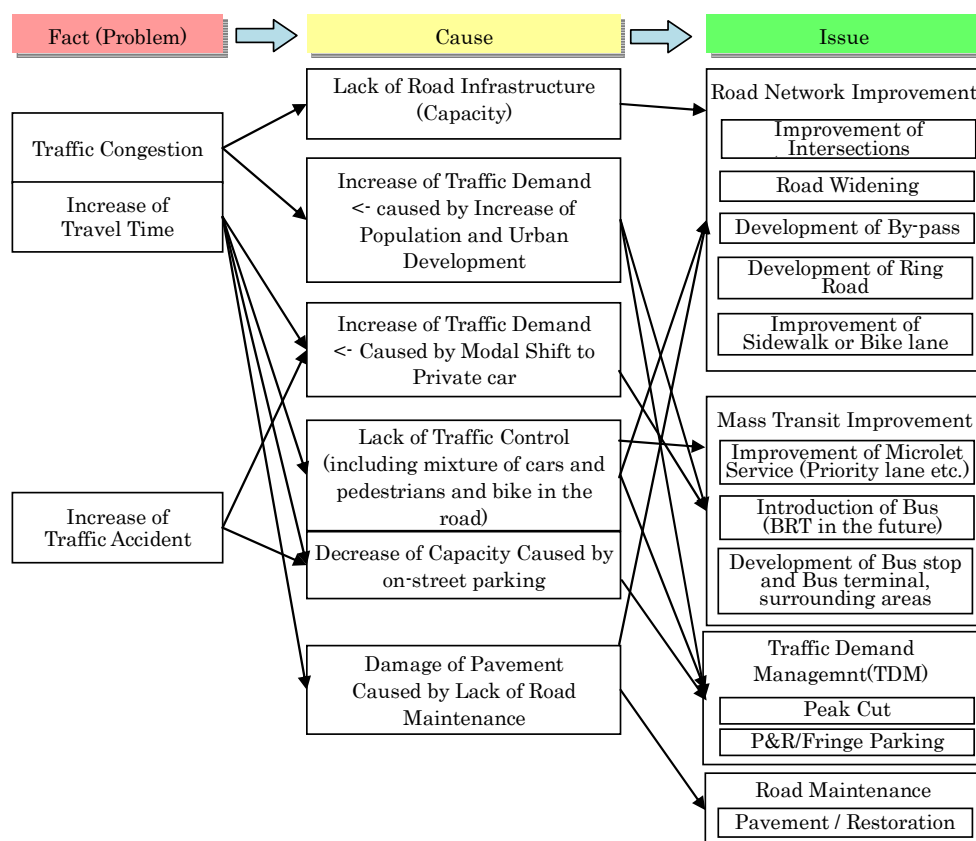 Fact (Problem)
Cause
Issue
Traffic Congestion
Increase of
Travel Time
Increase of
Traffic Accident
Lack of Road Infrastructure
(Capacity)
Increase of Traffic Demand
<- caused by Increase of
Population and Urban
Development
Increase of Traffic Demand
<- Caused by Modal Shift to
Private car
Lack of Traffic Control
(including mixture of cars and
pedestrians and bike in the
road)
Decrease of Capacity Caused by
on-street parking
Damage of Pavement
Caused by Lack of Road
Maintenance
Road Network Improvement
Improvement of
Intersections
Road Widening
Development of By-pass
Development of Ring
Road
Improvement of
Sidewalk or Bike lane
Mass Transit Improvement
Improvement of Microlet
Service (Priority lane etc.)
Introduction of Bus
(BRT in the future)
Development of Bus stop
and Bus terminal,
surrounding areas
Traffic Demand
Managemnt(TDM)
Peak Cut
P&R/Fringe Parking
Road Maintenance
Pavement / Restoration